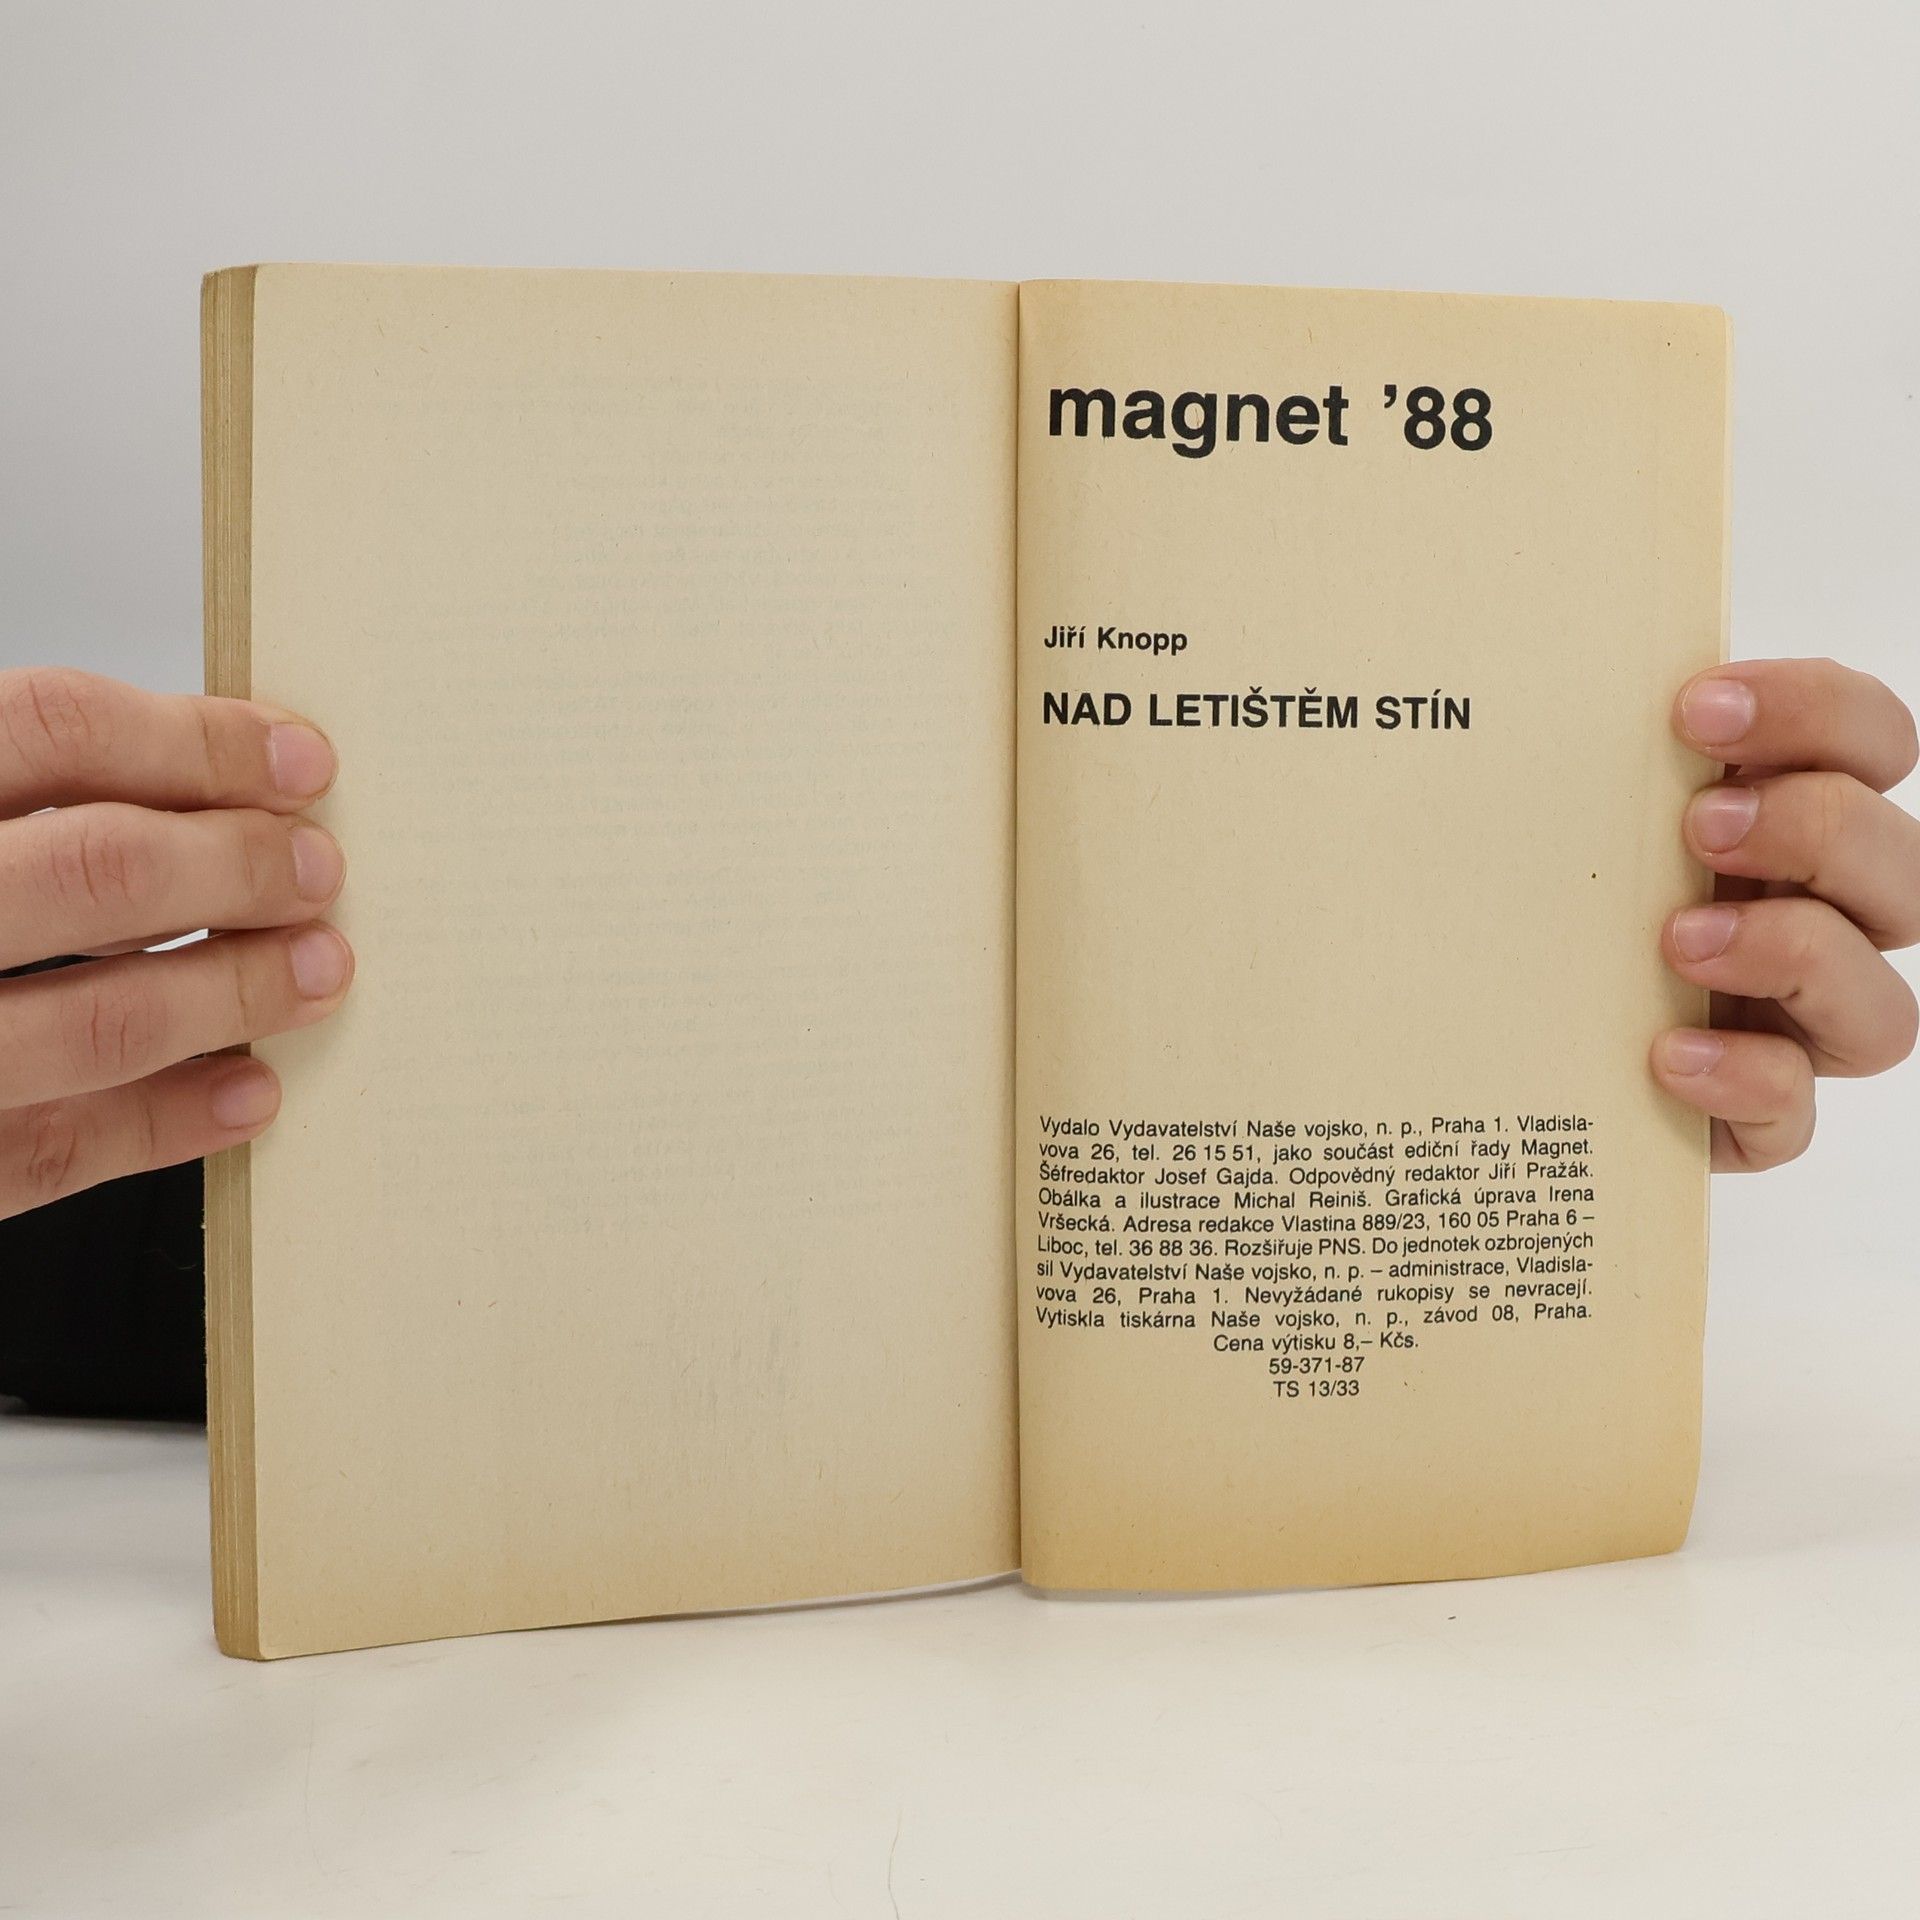 magnet ’88
Jiří Knopp
NAD LETIŠTĚM STÍN
Vydalo Vydavatelství Naše vojsko, n. p., Praha 1. Vladisla-
vova 26, tel. 26 15 51, jako součást ediční řady Magnet.
Šéfredaktor Josef Gajda. Odpovědný redaktor Jiří Pražák.
Obálka a ilustrace Michal Reiniš. Grafická úprava Irena
Vršecká. Adresa redakce Vlastina 889/23, 160 05 Praha 6 –
Liboc, tel. 36 88 36. Rozšiřuje PNS. Do jednotek ozbrojených
sil Vydavatelství Naše vojsko, n. p. – administrace, Vladisla-
vova 26, Praha 1. Nevyžádané rukopisy se nevracejí.
Vytiskla tiskárna Naše vojsko, n. p., závod 08, Praha.
Cena výtisku 8,– Kčs.
59-371-87
TS 13/33